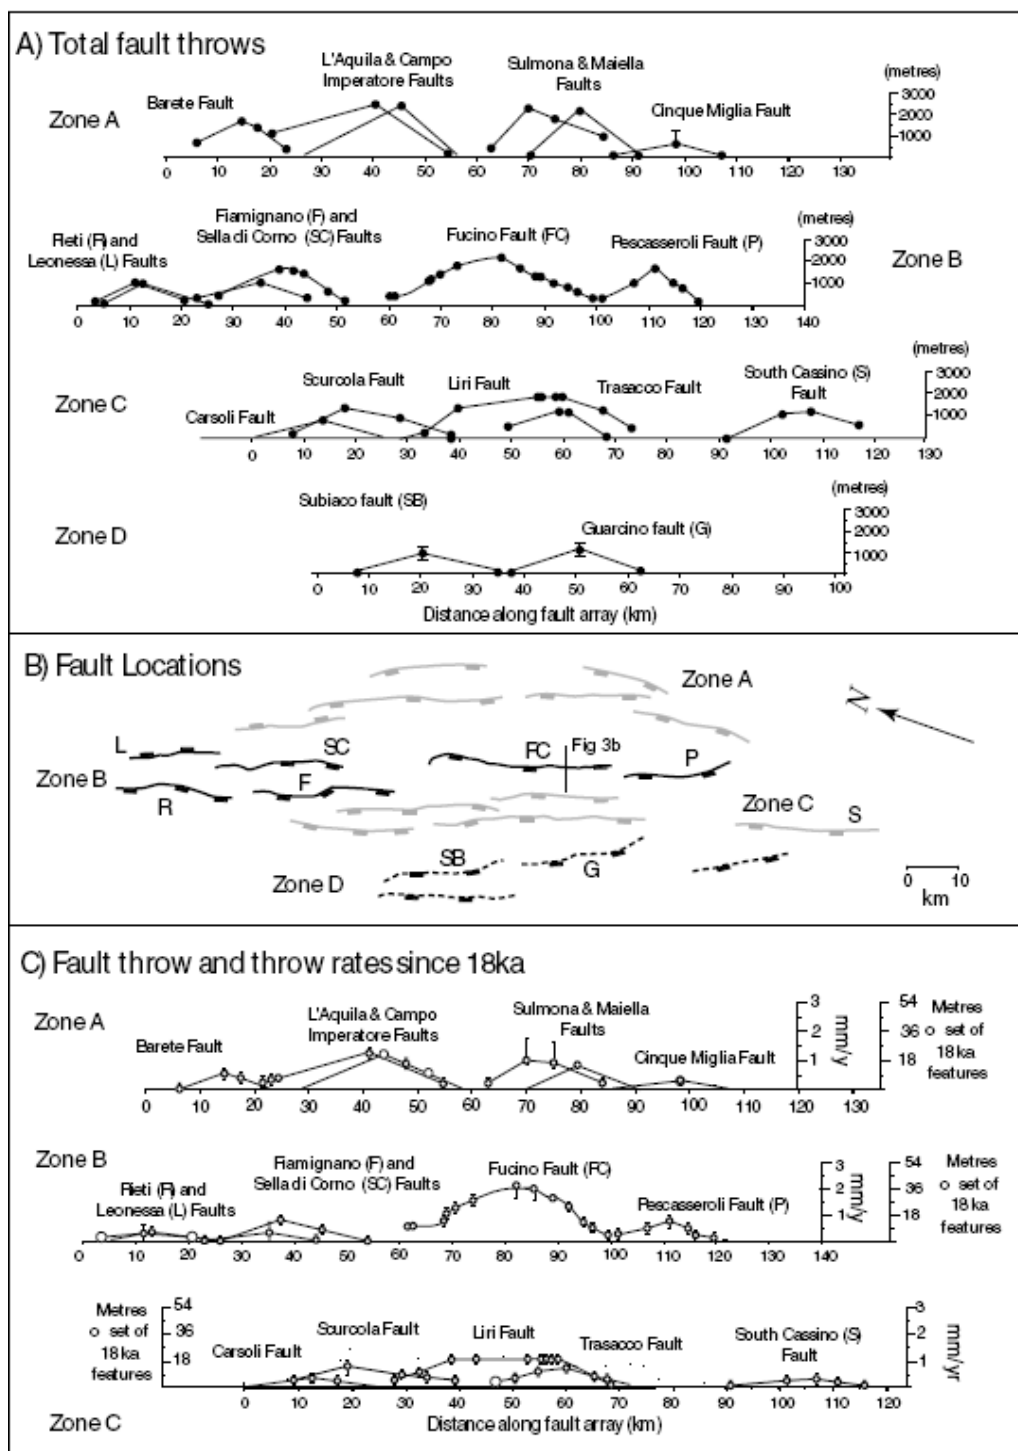 A) Total fault throws
L'Aquila & Campo
Imperatore Faults
Sulmona & Maiella
Faults
(metres)
Barete Fault
Cinque Miglia Fault
Zone A
3000
2000
1000
0 10 20 30 40 50 60 70 80 90 100 110 120 130
Fiamignano (F) and
Sella di Corno (SC) Faults
Rieti (R) and
Leonessa (L) Faults
Fucino Fault (FC)
Pescasseroli Fault (P)
(metres)
3000
2000
1000
Zone B
0 10 20 30 40 50 60 70 80 90 100 110 120 140
(metres)
Zone C
Scurcola Fault
Carsoli Fault
Liri Fault
Trasacco Fault
South Cassino (S)
Fault
3000
2000
1000
0 10 20 30 40 50 60 70 80 90 100 110 120 130
Subiaco fault (SB)
(metres)
Zone D
Guarcino fault (G)
3000
2000
1000
0 10 20 30 40 50 60 70 80 90 102
Distance along fault array (km)
B) Fault Locations
Zone A
N
L
SC
FC
Fig 3b
P
Zone B
R
F
Zone C
S
SB
G
Zone D
0 10
km
C) Fault throw and throw rates since 18ka
Zone A
L'Aquila & Campo
Imperatore Faults
Sulmona & Maiella
Faults
Barete Fault
Cinque Miglia Fault
3
2
1
mm/y
54
36
18
Metres
set of
18 ka
features
0 10 20 30 40 50 60 70 80 90 100 110 120 130
Zone B
Fiamignano (F) and
Sella di Corno (SC) Faults
Rieti (R) and
Leonessa (L) Faults
Fucino Fault (FC)
Pescasseroli Fault (P)
3
2
1
mm/y
54
36
18
Metres
set of
18 ka
features
0 10 20 30 40 50 60 70 80 90 100 110 120 140
Metres
set of
18 ka
features
54
36
18
Scurcola Fault
Carsoli Fault
Liri Fault
Trasacco Fault
South Cassino (S)
Fault
3
2
1
mm/yr
0 10 20 30 40 50 60 70 80 90 100 110 120
Zone C
Distance along fault array (km)